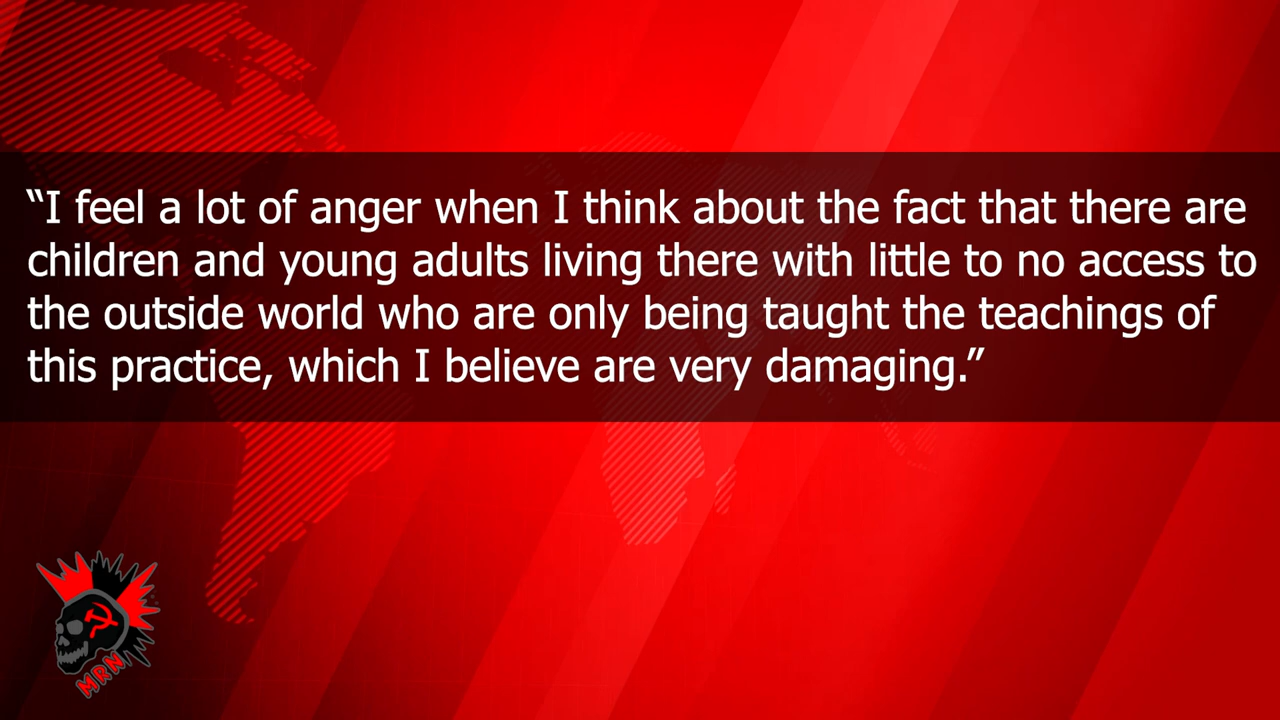 “I feel a lot of anger when I think about the fact that there are
children and young adults living there with little to no access to
the outside world who are only being taught the teachings of
this practice, which I believe are very damaging.”
MRN